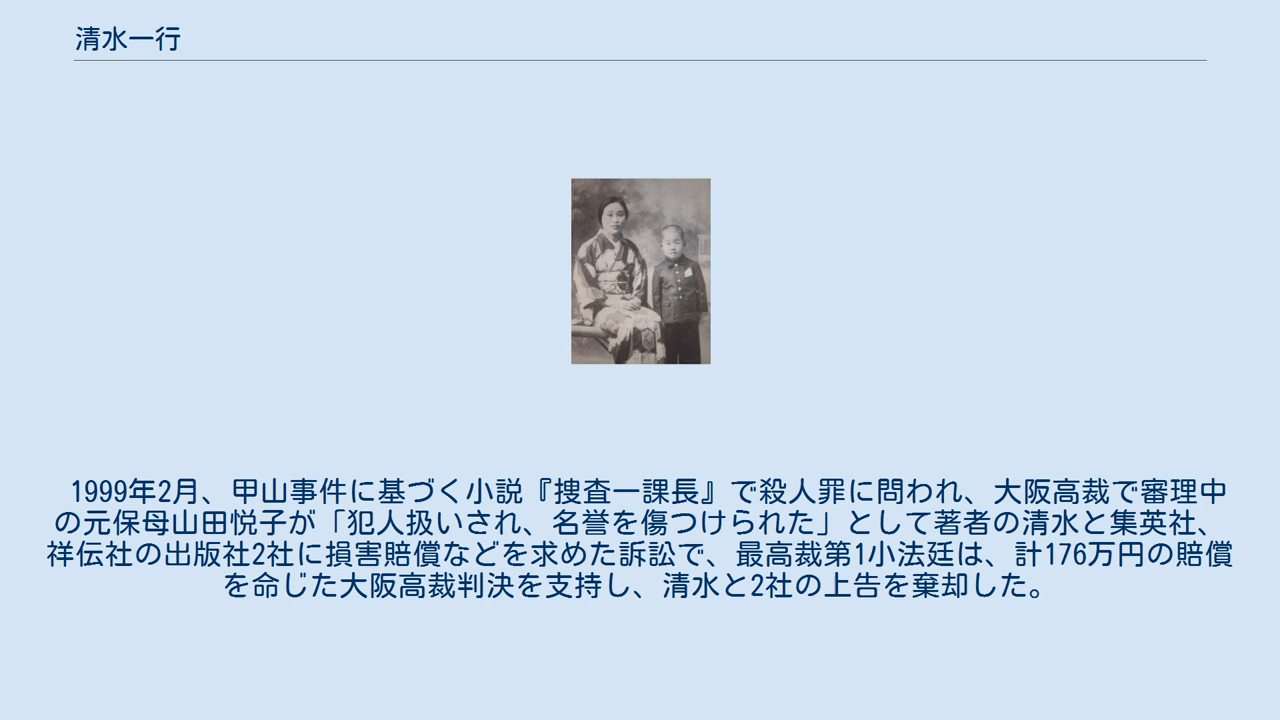 清水一行
1999年2月、甲山事件に基づく小説『捜査一課長』で殺人罪に問われ、大阪高裁で審理中
の元保母山田悦子が「犯人扱いされ、名誉を傷つけられた」として著者の清水と集英社、
祥伝社の出版社2社に損害賠償などを求めた訴訟で、最高裁第1小法廷は、計176万円の賠償
を命じた大阪高裁判決を支持し、清水と2社の上告を棄却した。